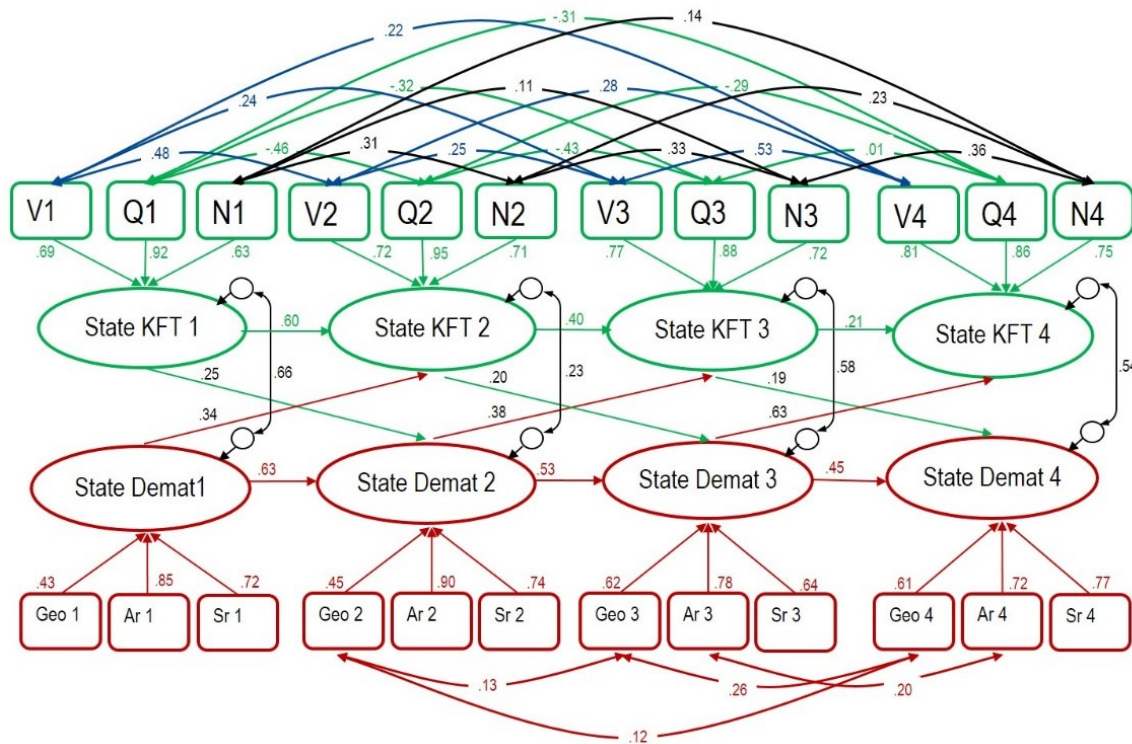 -.31
.22
.14
-.32
-.29
.24
.11
.28
.23
.48
-.46
.31
.25
-.43
.33
.53
.01
.36
V1
Q1
N1
V2
Q2
N2
V3
Q3
N3
V4
Q4
N4
.69
.92
.63
.72
.95
.71
.77
.88
.72
.81
.86
.75
State KFT 1
.60
State KFT 2
.40
State KFT 3
.21
State KFT 4
.25
.66
.20
.23
.19
.58
.54
.34
.38
.63
State Demat1
.63
State Demat 2
.53
State Demat 3
.45
State Demat 4
.43
.85
.72
.45
.90
.74
.62
.78
.64
.61
.72
.77
Geo 1
Ar 1
Sr 1
Geo 2
Ar 2
Sr 2
Geo 3
Ar 3
Sr 3
Geo 4
Ar 4
Sr 4
.13
.26
.20
.12